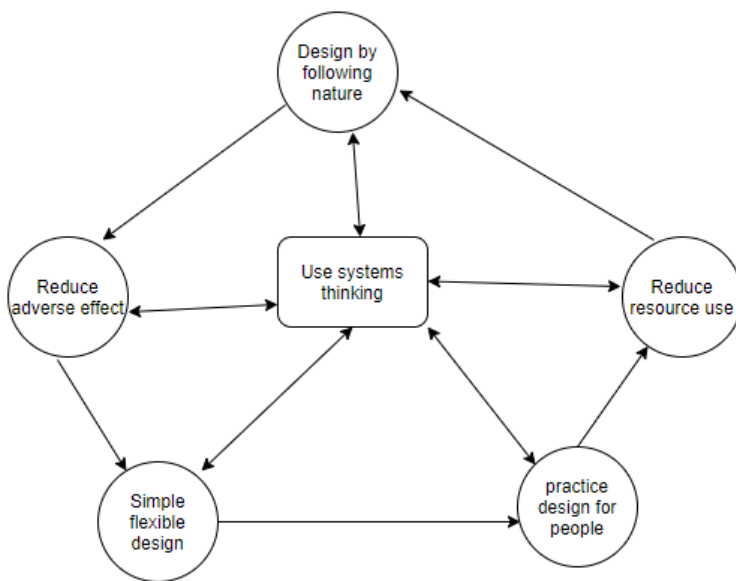 Design by
following
nature
Use systems
thinking
Reduce
adverse effect
Reduce
resource use
Simple
flexible
design
practice
design for
people